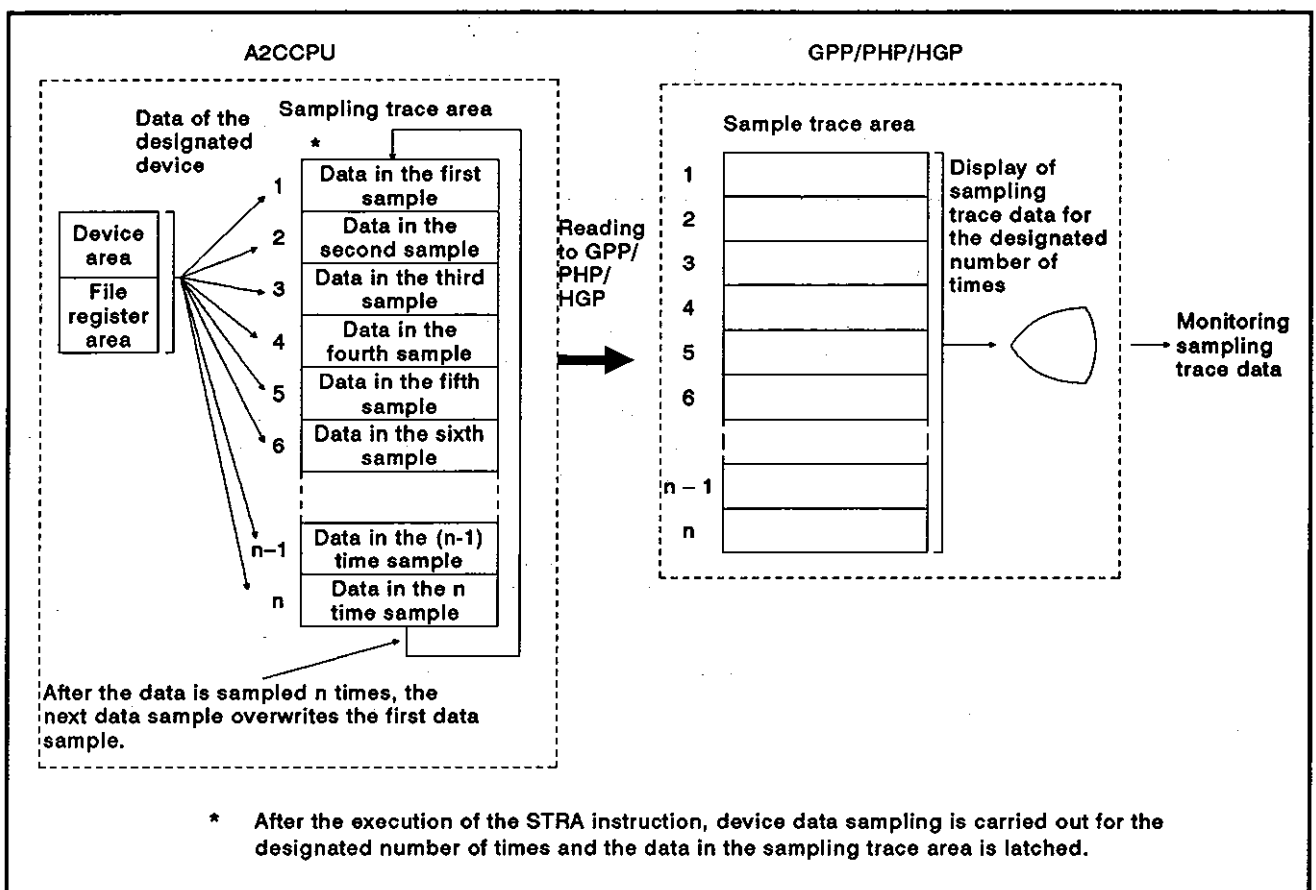 A2CCPU
Data of the
designated
device
Sampling trace area
*
Device
area
File
register
area
1
Data in the first
sample
2
Data in the
second sample
3
Data in the third
sample
4
Data in the
fourth sample
5
Data in the fifth
sample
6
Data in the sixth
sample
n–1
Data in the (n-1)
time sample
n
Data in the n
time sample
After the data is sampled n times, the
next data sample overwrites the first data
sample.
Reading
to GPP/
PHP/
HGP
GPP/PHP/HGP
Sample trace area
1
2
3
4
5
6
n – 1
n
Display of
sampling
trace data for
the designated
number of
times
Monitoring
sampling
trace data
* After the execution of the STRA instruction, device data sampling is carried out for the
designated number of times and the data in the sampling trace area is latched.